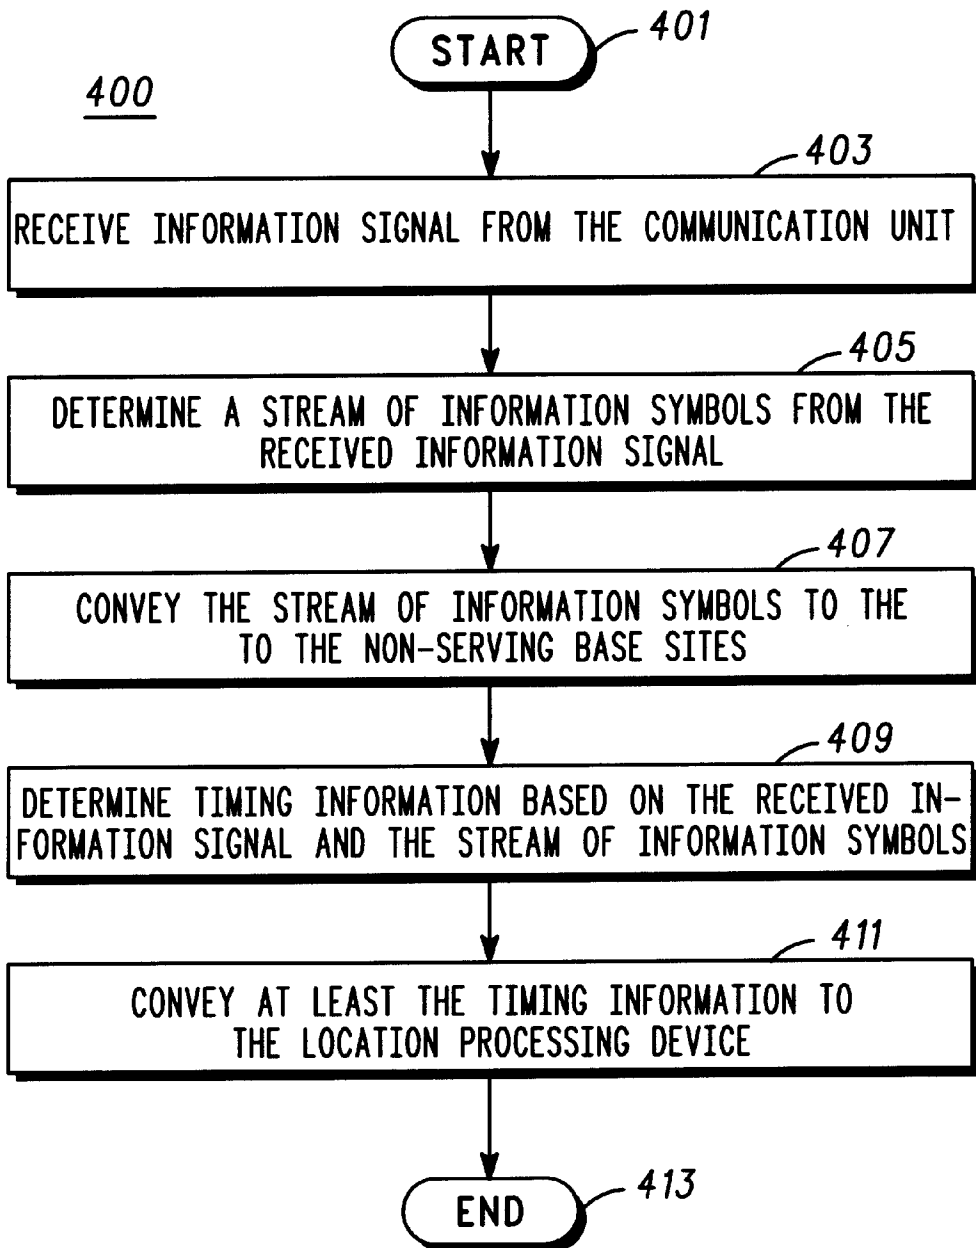 START
401
400
403
RECEIVE INFORMATION SIGNAL FROM THE COMMUNICATION UNIT
405
DETERMINE A STREAM OF INFORMATION SYMBOLS FROM THE
RECEIVED INFORMATION SIGNAL
407
CONVEY THE STREAM OF INFORMATION SYMBOLS TO THE
TO THE NON-SERVING BASE SITES
409
DETERMINE TIMING INFORMATION BASED ON THE RECEIVED IN-
FORMATION SIGNAL AND THE STREAM OF INFORMATION SYMBOLS
411
CONVEY AT LEAST THE TIMING INFORMATION TO
THE LOCATION PROCESSING DEVICE
END
413